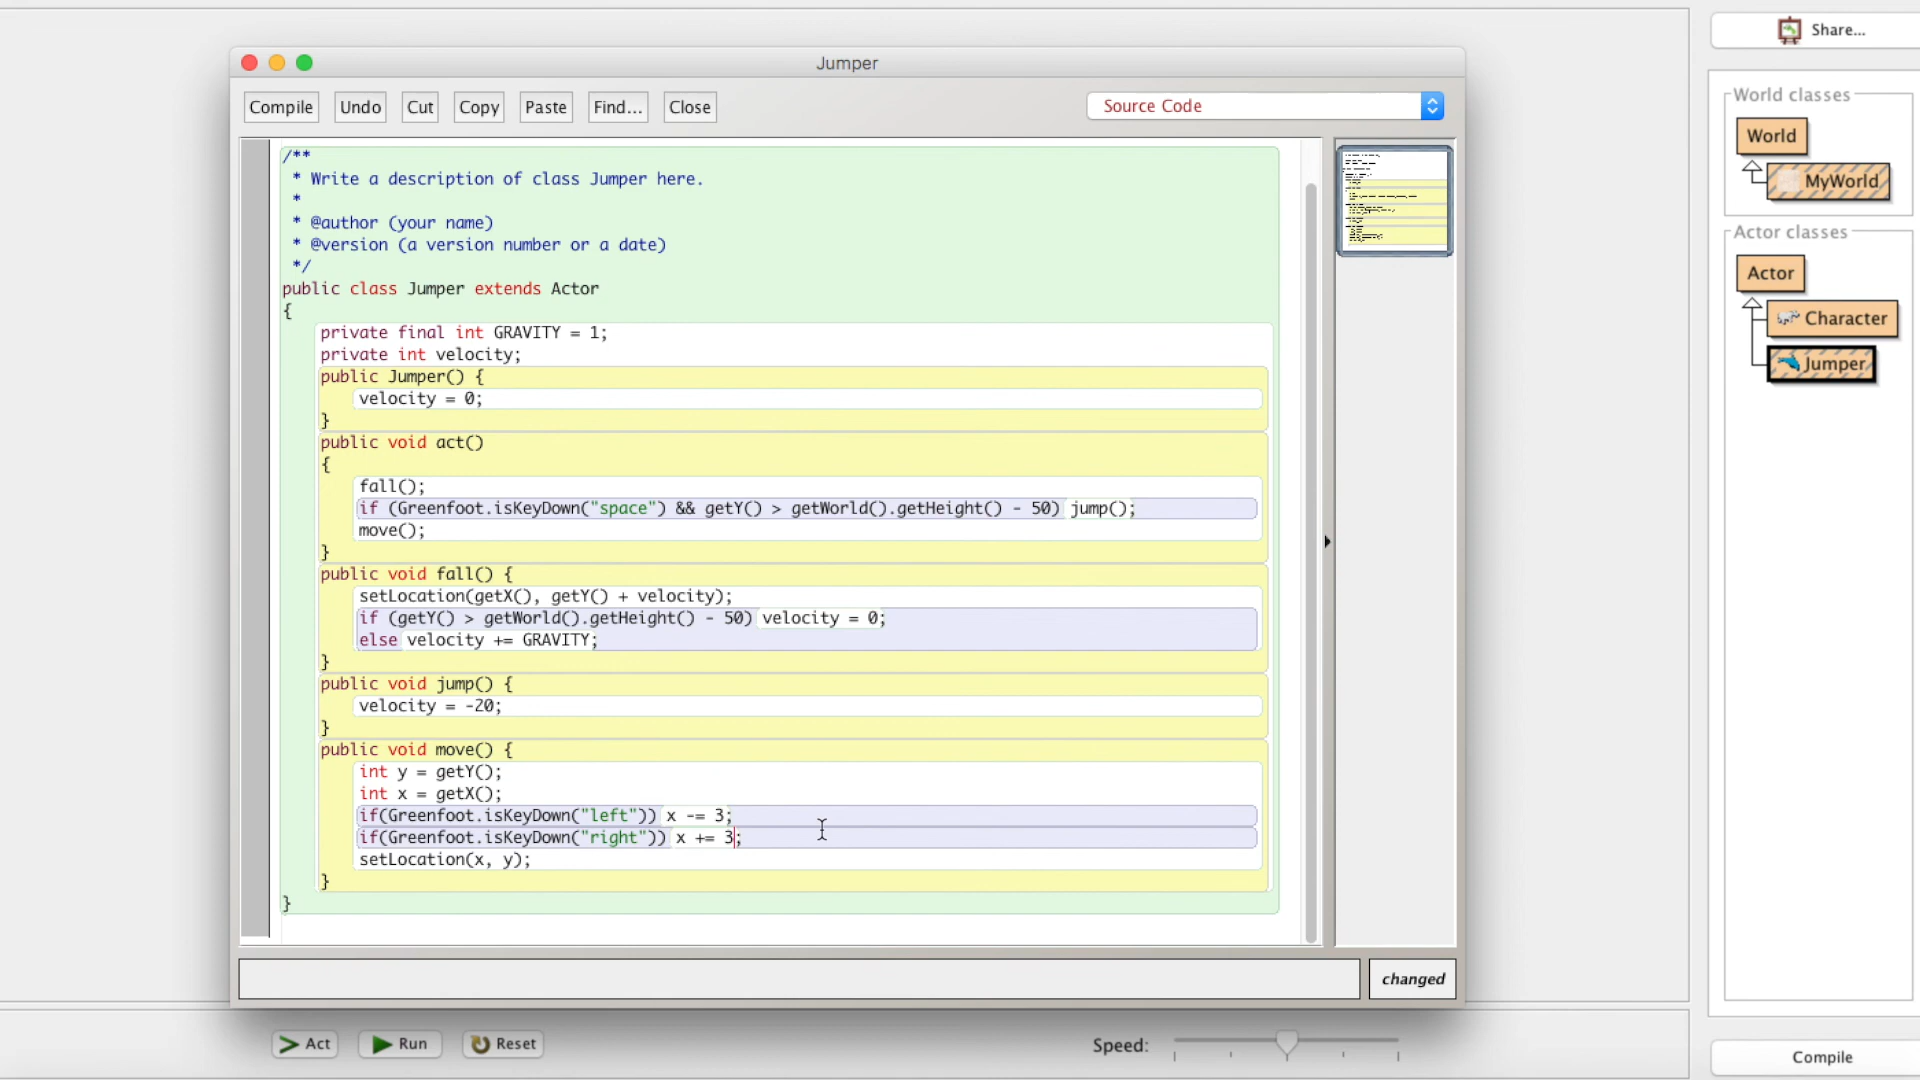 Share...
Jumper
Compile Undo Cut Copy Paste Find... Close Source Code
World classes
World
MyWorld
Actor classes
Actor
Character
Jumper
/**
 * Write a description of class Jumper here.
 *
 * @author (your name)
 * @version (a version number or a date)
 */
public class Jumper extends Actor
{
    private final int GRAVITY = 1;
    private int velocity;
    public Jumper() {
        velocity = 0;
    }
    public void act()
    {
        fall();
        if (Greenfoot.isKeyDown("space") && getY() > getWorld().getHeight() - 50) jump();
        move();
    }
    public void fall() {
        setLocation(getX(), getY() + velocity);
        if (getY() > getWorld().getHeight() - 50) velocity = 0;
        else velocity += GRAVITY;
    }
    public void jump() {
        velocity = -20;
    }
    public void move() {
        int y = getY();
        int x = getX();
        if(Greenfoot.isKeyDown("left")) x -= 3;
        if(Greenfoot.isKeyDown("right")) x += 3;
        setLocation(x, y);
    }
}
changed
Act Run Reset Speed:
Compile